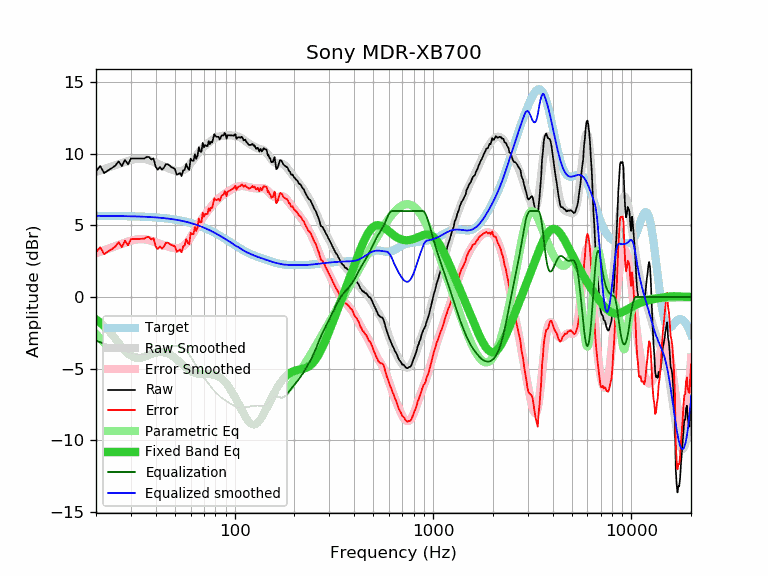 Sony MDR-XB700
15
10
5
0
−5
−10
−15
Amplitude (dBr)
Target
Raw Smoothed
Error Smoothed
Raw
Error
Parametric Eq
Fixed Band Eq
Equalization
Equalized smoothed
100
1000
10000
Frequency (Hz)